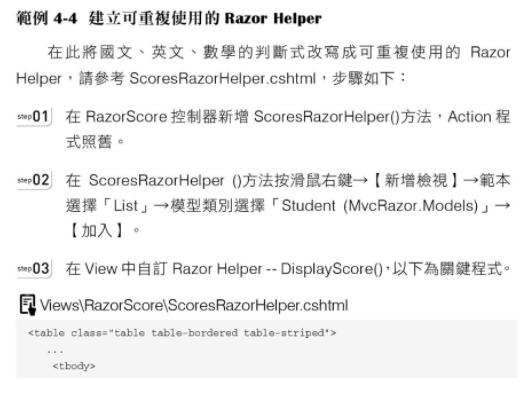 範例 4-4 建立可重複使用的 Razor Helper
在此將國文、英文、數學的判斷式改寫成可重複使用的 Razor
Helper，請參考 ScoresRazorHelper.cshtml，步驟如下：
step01 在 RazorScore 控制器新增 ScoresRazorHelper()方法，Action 程
式照舊。
step02 在 ScoresRazorHelper ()方法按滑鼠右鍵→【新增檢視】→範本
選擇「List」→模型類別選擇「Student (MvcRazor.Models)」→
【加入】。
step03 在 View 中自訂 Razor Helper -- DisplayScore()，以下為關鍵程式。
Views\RazorScore\ScoresRazorHelper.cshtml
<table class="table table-bordered table-striped">
...
<tbody>